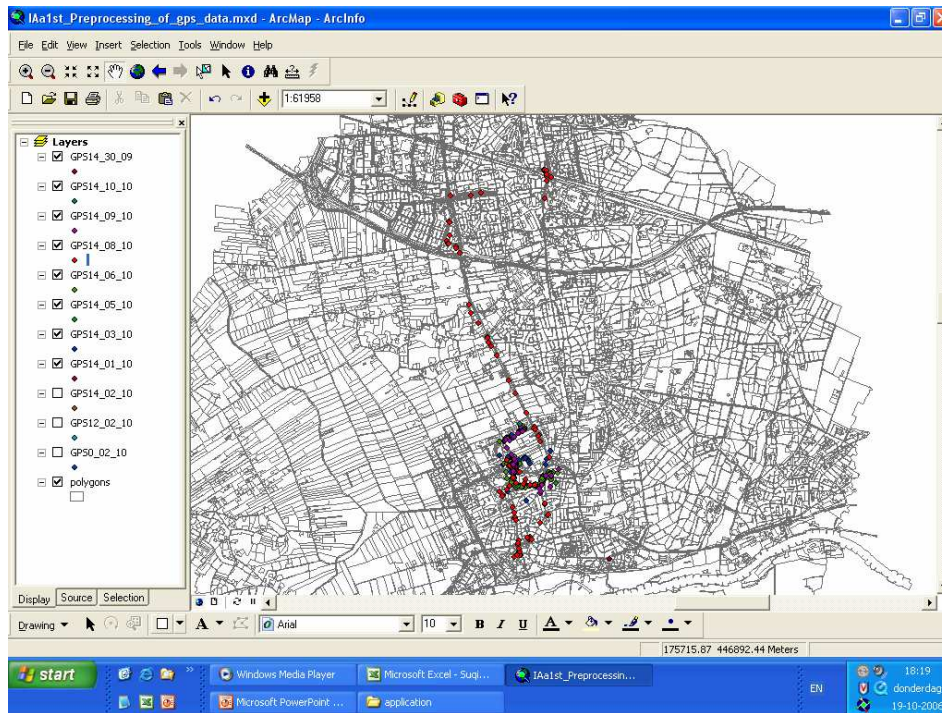 IAa1st_Preprocessing_of_gps_data.mxd - ArcMap - ArcInfo
File Edit View Insert Selection Tools Window Help
1:61958
Layers
GPS14_30_09
GPS14_10_10
GPS14_09_10
GPS14_08_10
GPS14_06_10
GPS14_05_10
GPS14_03_10
GPS14_01_10
GPS14_02_10
GPS12_02_10
GPS0_02_10
polygons
Display Source Selection
Drawing A Arial 10 B I U A
175715.87 446892.44 Meters
start Windows Media Player Microsoft Excel - Suqi... IAa1st_Preprocessin... EN 18:19
donderdag
Microsoft PowerPoint ... application 19-10-2006